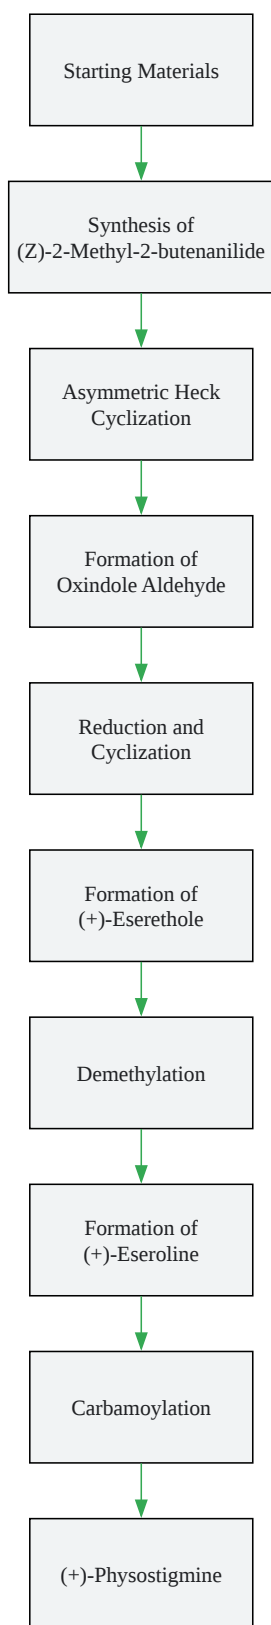 Starting Materials
Synthesis of
(Z)-2-Methyl-2-butenanilide
Asymmetric Heck
Cyclization
Formation of
Oxindole Aldehyde
Reduction and
Cyclization
Formation of
(+)-Eserethole
Demethylation
Formation of
(+)-Eseroline
Carbamoylation
(+)-Physostigmine